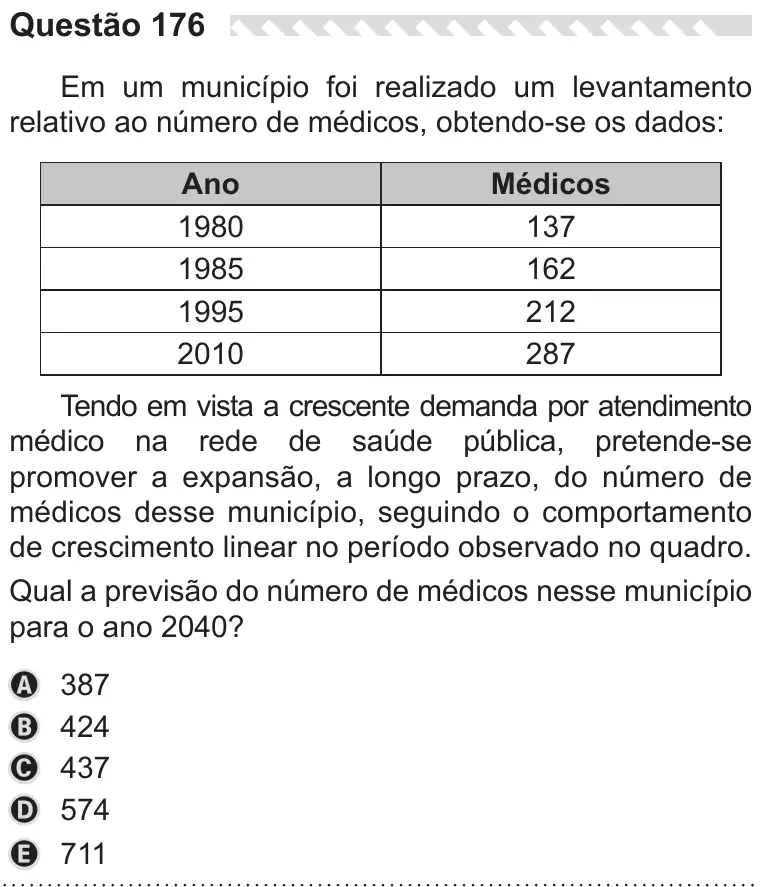 Questão 176
Em um município foi realizado um levantamento
relativo ao número de médicos, obtendo-se os dados:
Ano Médicos
1980 137
1985 162
1995 212
2010 287
Tendo em vista a crescente demanda por atendimento
médico na rede de saúde pública, pretende-se
promover a expansão, a longo prazo, do número de
médicos desse município, seguindo o comportamento
de crescimento linear no período observado no quadro.
Qual a previsão do número de médicos nesse município
para o ano 2040?
A 387
B 424
C 437
D 574
E 711